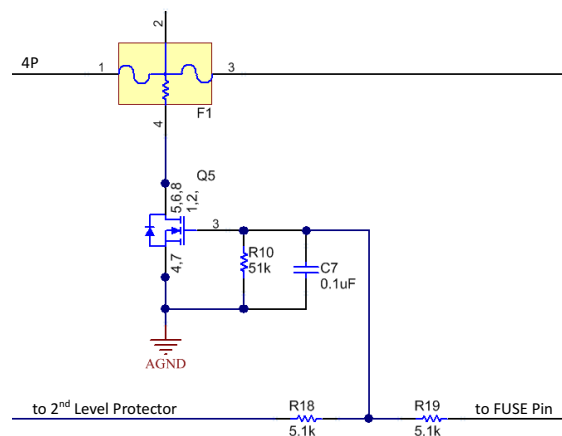 2
4P
1
3
F1
4
Q5
5,6,8
1,2,
3
4,7
R10
51k
C7
0.1uF
AGND
to 2nd Level Protector
R18
5.1k
R19
5.1k
to FUSE Pin